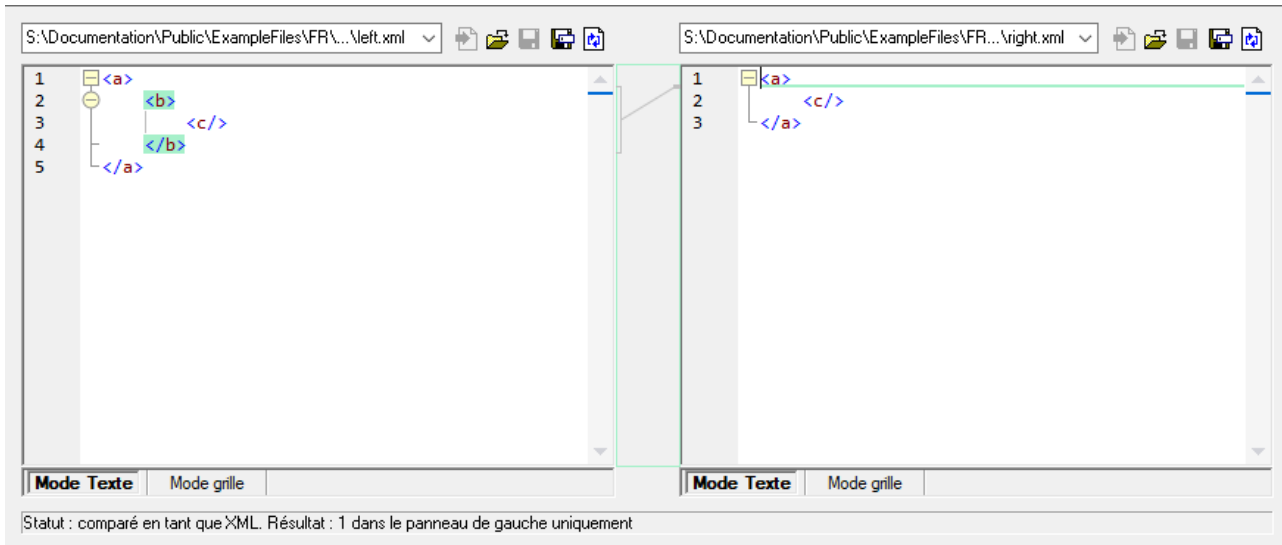 S:\Documentation\Public\ExampleFiles\FR\...\left.xml
S:\Documentation\Public\ExampleFiles\FR...\right.xml
1 <a>
2 <b>
3 <c/>
4 </b>
5 </a>
1 <a>
2 <c/>
3 </a>
Mode Texte Mode grille
Mode Texte Mode grille
Statut : comparé en tant que XML. Résultat : 1 dans le panneau de gauche uniquement